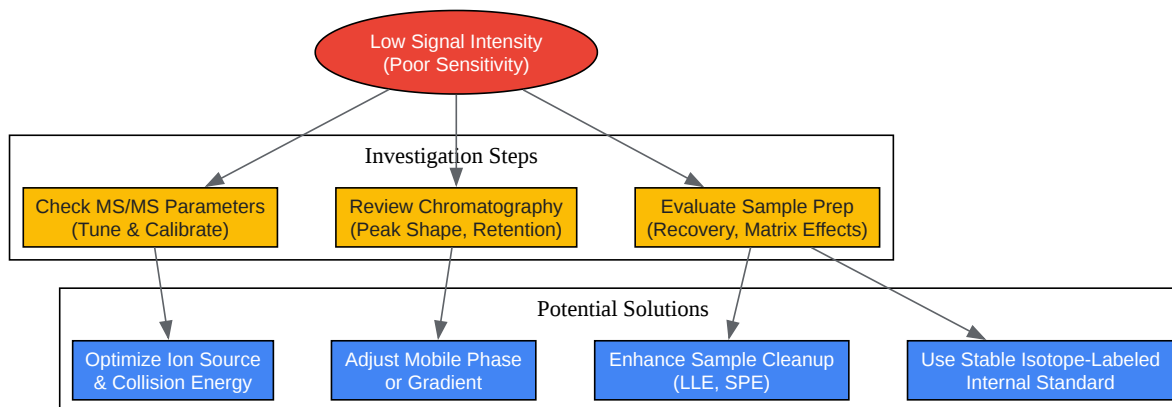 Low Signal Intensity
(Poor Sensitivity)
Investigation Steps
Check MS/MS Parameters
(Tune & Calibrate)
Review Chromatography
(Peak Shape, Retention)
Evaluate Sample Prep
(Recovery, Matrix Effects)
Potential Solutions
Optimize Ion Source
& Collision Energy
Adjust Mobile Phase
or Gradient
Enhance Sample Cleanup
(LLE, SPE)
Use Stable Isotope-Labeled
Internal Standard